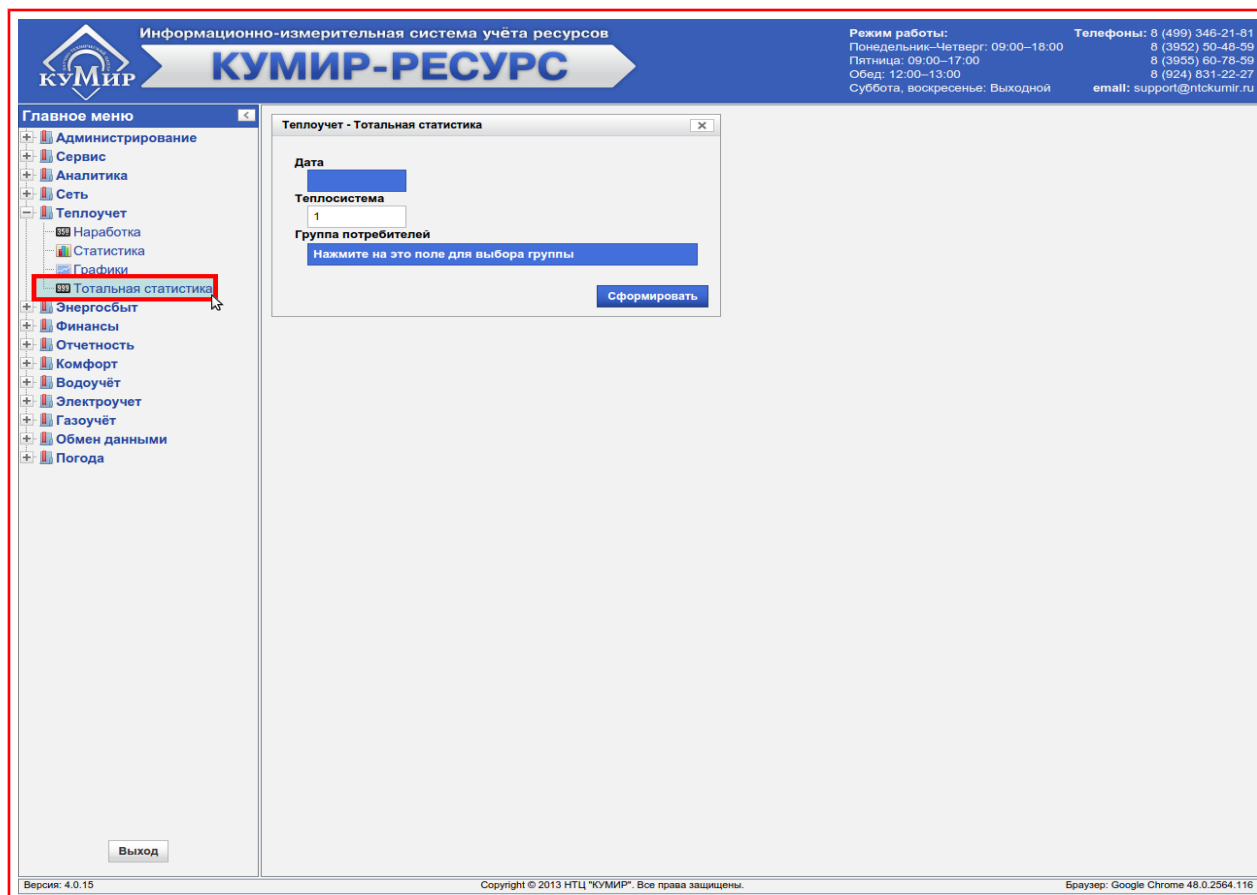 Информационно-измерительная система учёта ресурсов
КУМИР
КУМИР-РЕСУРС
Режим работы:
Понедельник–Четверг: 09:00–18:00
Пятница: 09:00–17:00
Обед: 12:00–13:00
Суббота, воскресенье: Выходной
Телефоны: 8 (499) 346-21-81
8 (3952) 50-48-59
8 (3955) 60-78-59
8 (924) 831-22-27
email: support@ntckumir.ru
Главное меню
Администрирование
Сервис
Аналитика
Сеть
Теплоучет
Наработка
Статистика
Графики
Тотальная статистика
Энергосбыт
Финансы
Отчетность
Комфорт
Водоучёт
Электроучет
Газоучёт
Обмен данными
Погода
Выход
Теплоучет - Тотальная статистика
Дата
Теплосистема
1
Группа потребителей
Нажмите на это поле для выбора группы
Сформировать
Версия: 4.0.15
Copyright © 2013 НТЦ "КУМИР". Все права защищены.
Браузер: Google Chrome 48.0.2564.116